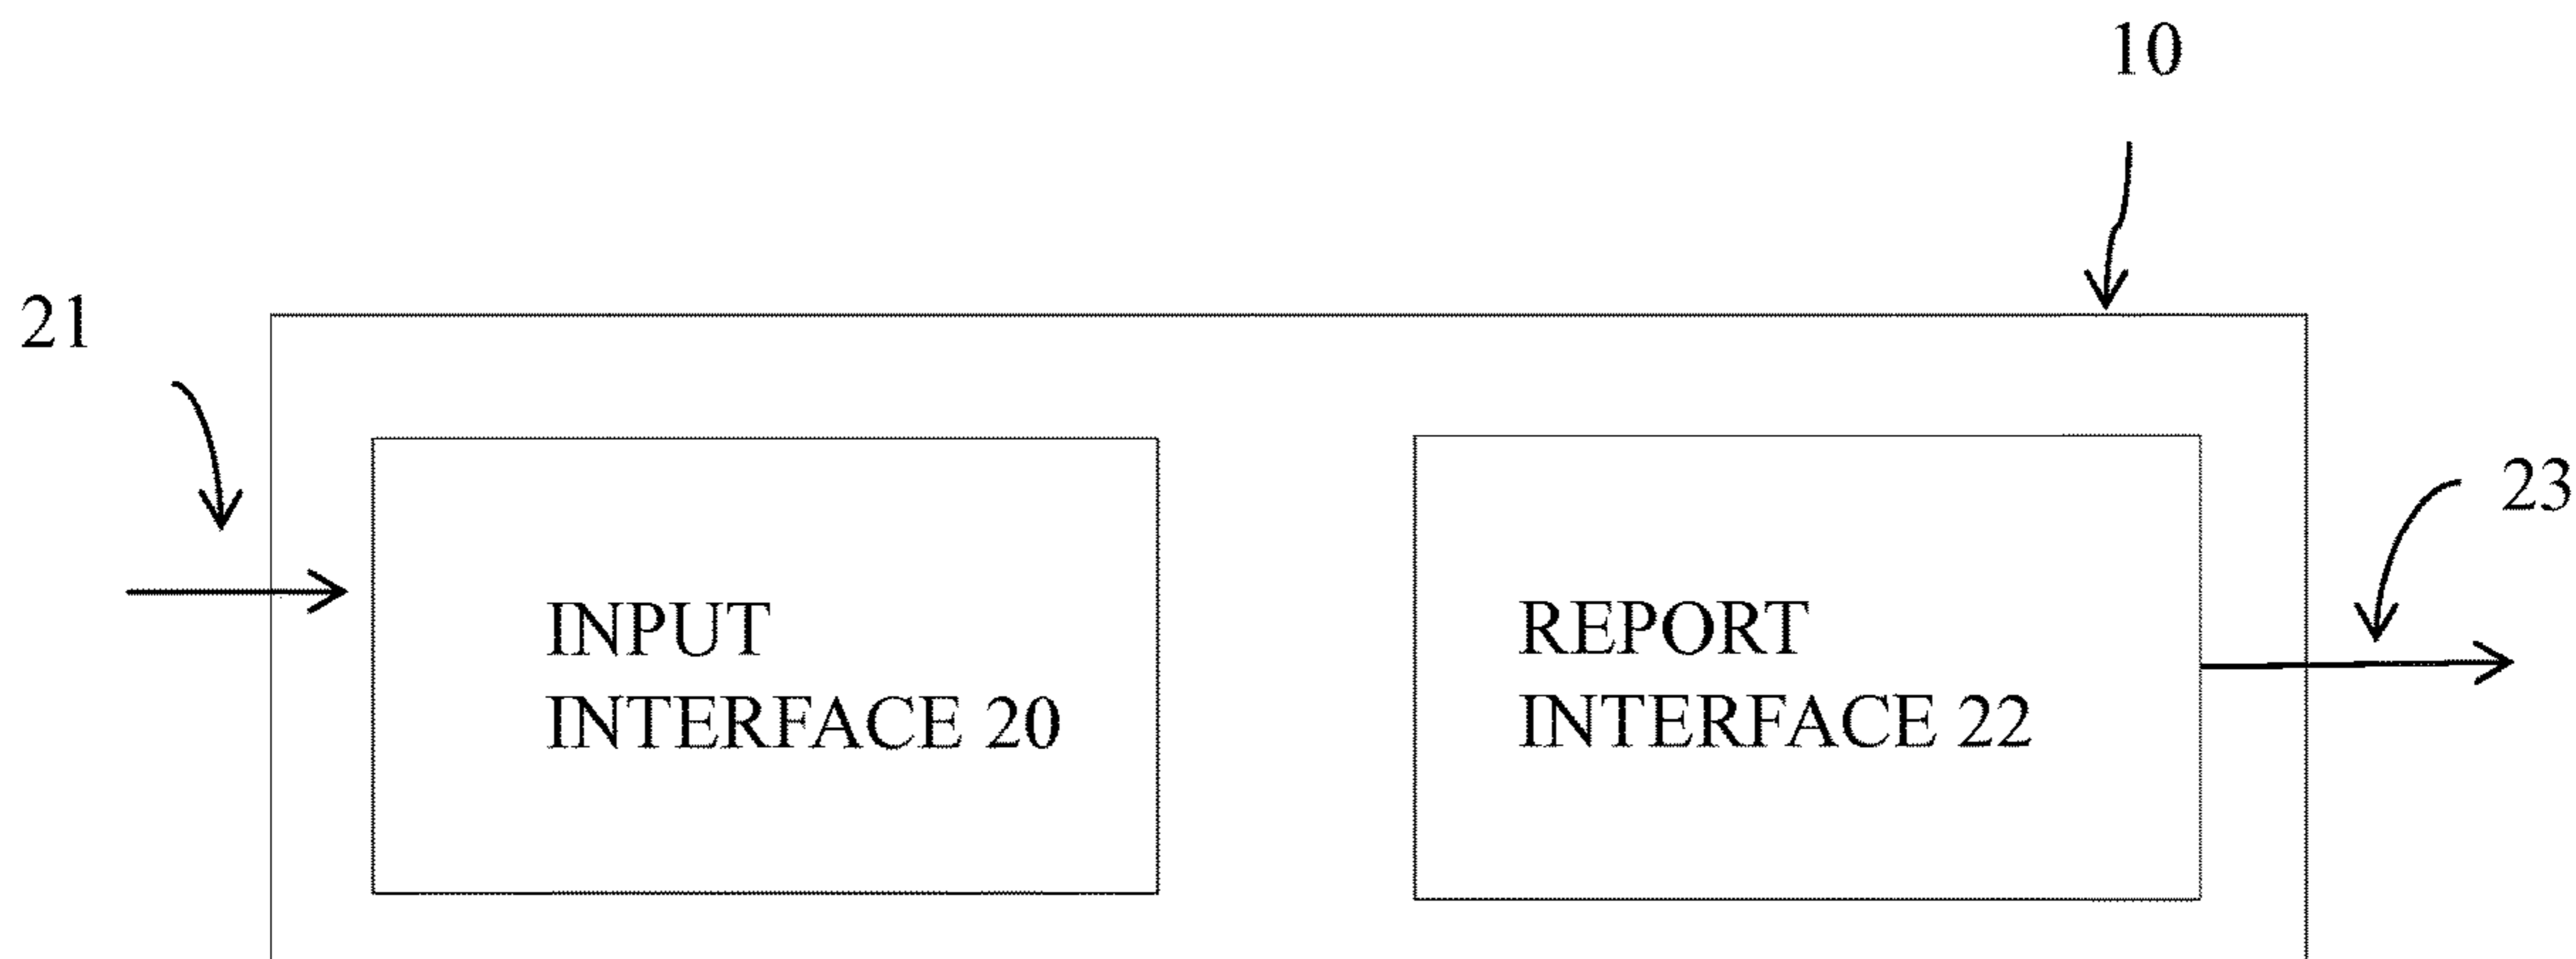 10
21
23
INPUT
INTERFACE 20
REPORT
INTERFACE 22